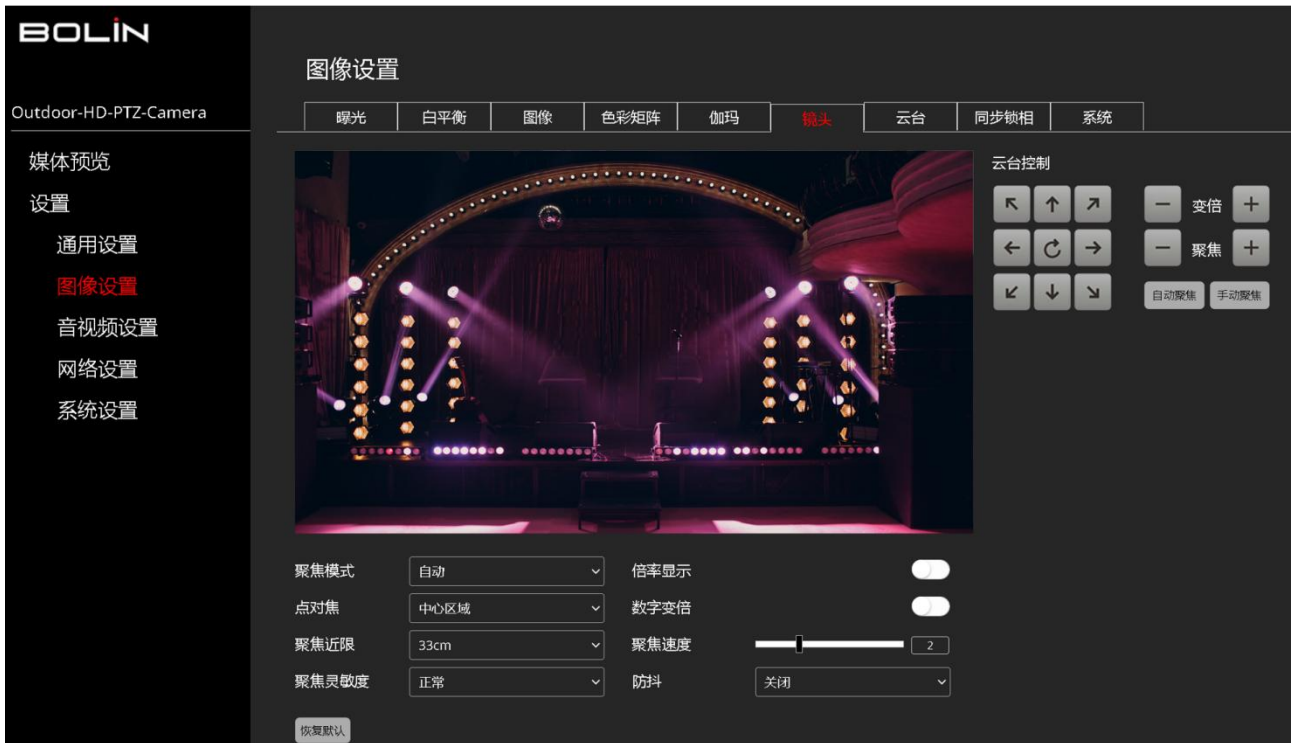 BOLIN
图像设置
Outdoor-HD-PTZ-Camera
曝光 白平衡 图像 色彩矩阵 伽玛 镜头 云台 同步锁相 系统
媒体预览
设置
通用设置
图像设置
音视频设置
网络设置
系统设置
云台控制
变倍
聚焦
自动聚焦 手动聚焦
聚焦模式 自动 倍率显示
点对焦 中心区域 数字变倍
聚焦近限 33cm 聚焦速度 2
聚焦灵敏度 正常 防抖 关闭
恢复默认